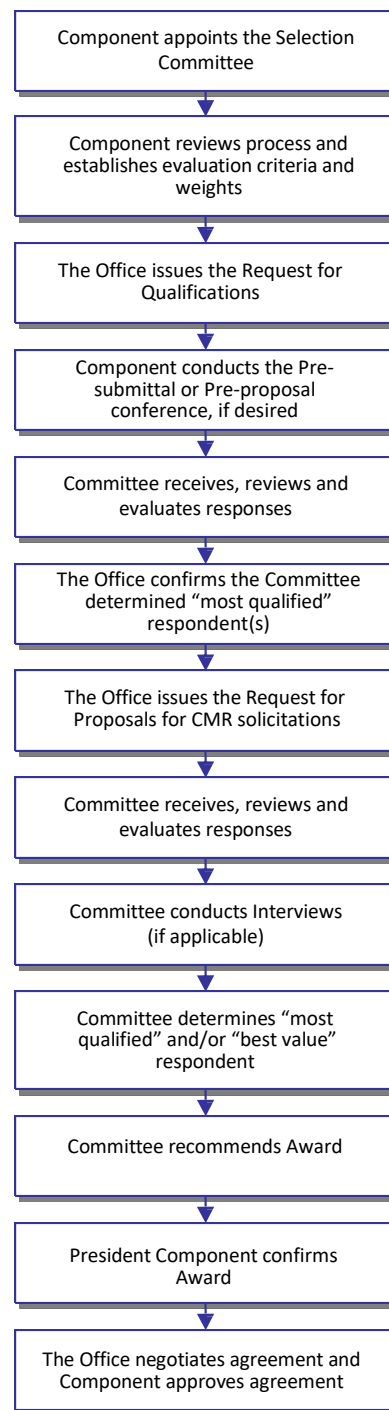 Component appoints the Selection
Committee
Component reviews process and
establishes evaluation criteria and
weights
The Office issues the Request for
Qualifications
Component conducts the Pre-
submittal or Pre-proposal
conference, if desired
Committee receives, reviews and
evaluates responses
The Office confirms the Committee
determined “most qualified”
respondent(s)
The Office issues the Request for
Proposals for CMR solicitations
Committee receives, reviews and
evaluates responses
Committee conducts Interviews
(if applicable)
Committee determines “most
qualified” and/or “best value”
respondent
Committee recommends Award
President Component confirms
Award
The Office negotiates agreement and
Component approves agreement